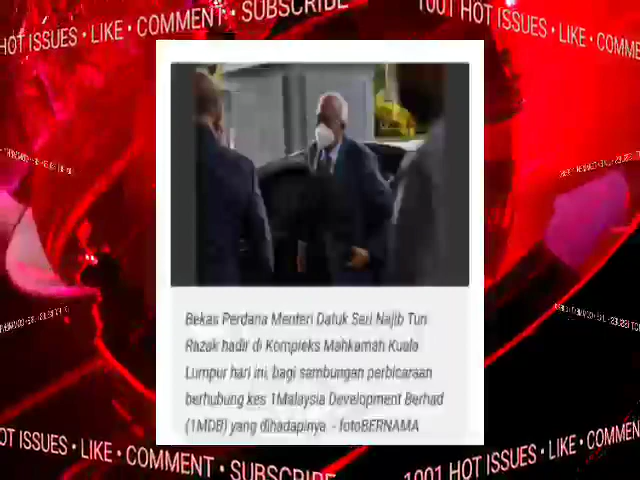 HOT ISSUES • LIKE • COMMENT • SUBSCRIBE
1001 HOT ISSUES • LIKE • COMME
Bekas Perdana Menteri Datuk Seri Najib Tun
Razak hadir di Kompleks Mahkamah Kuala
Lumpur hari ini, bagi sambungan perbicaraan
berhubung kes 1Malaysia Development Berhad
(1MDB) yang dihadapinya - fotoBERNAMA
OT ISSUES • LIKE • COMMENT • SUBSCRIBE
1001 HOT ISSUES • LIKE • COMM